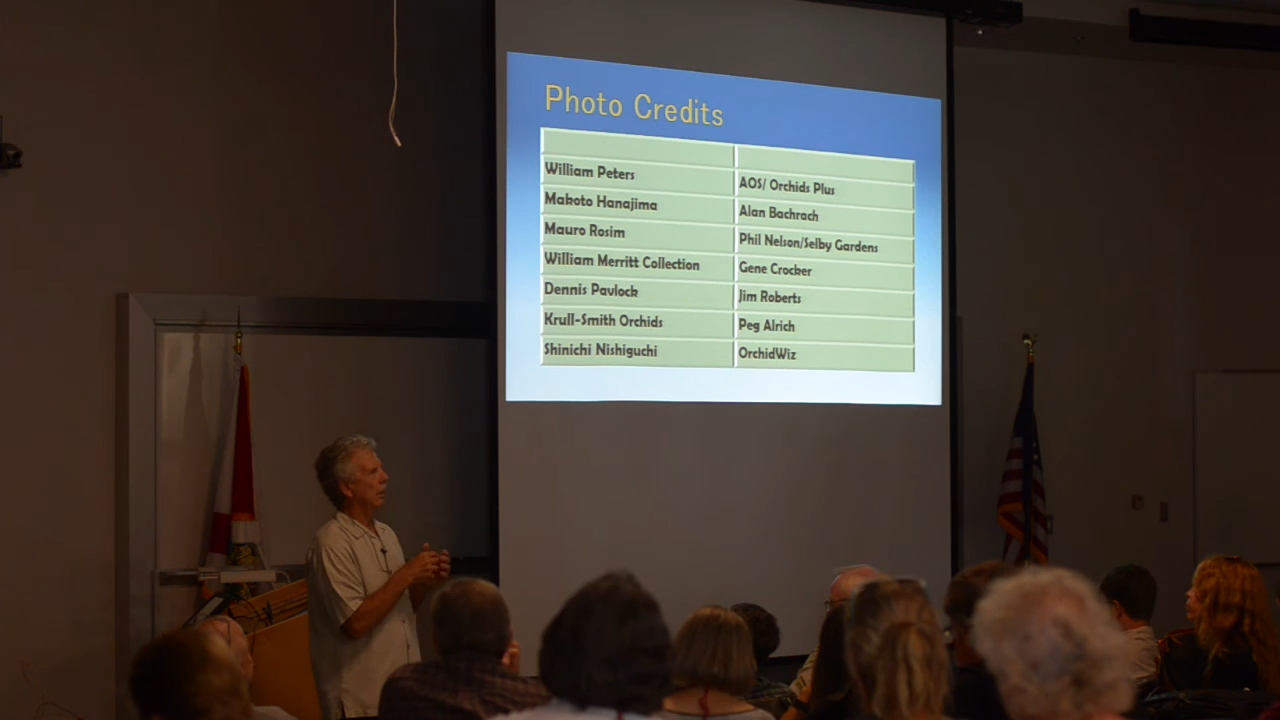 Photo Credits
William Peters
AOS/ Orchids Plus
Makoto Hanajima
Alan Bachrach
Mauro Rosim
Phil Nelson/Selby Gardens
William Merritt Collection
Gene Crocker
Dennis Pavlock
Jim Roberts
Krull-Smith Orchids
Peg Alrich
Shinichi Nishiguchi
OrchidWiz